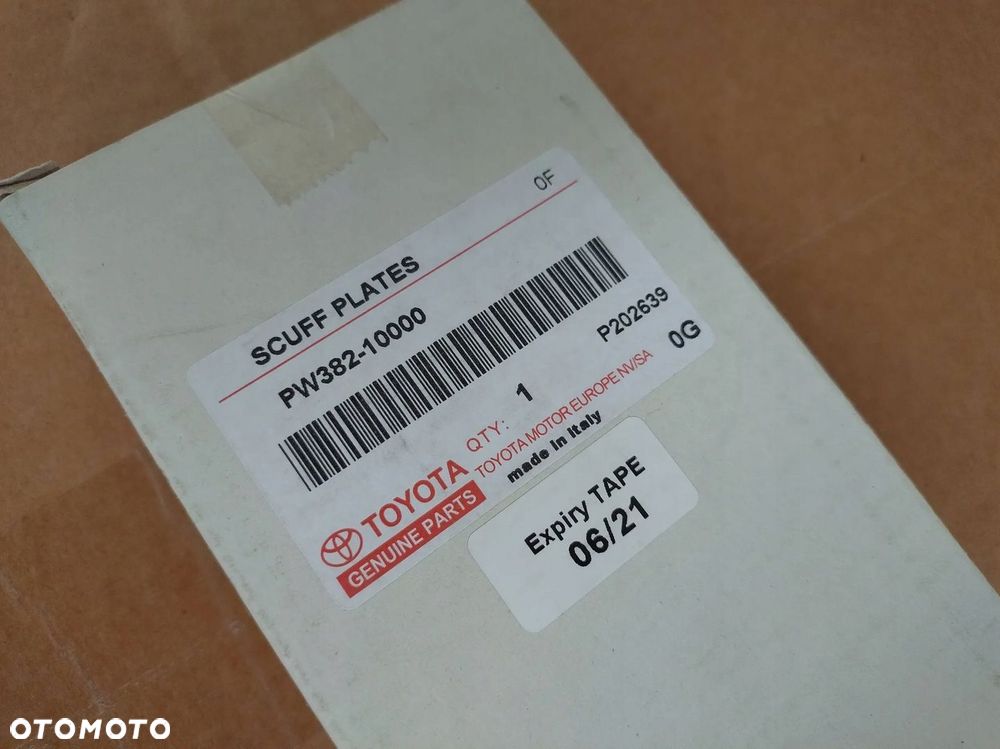 OF
SCUFF PLATES
PW382-10000
P202639
QTY: 1
0G
TOYOTA MOTOR EUROPE NV/SA
made in Italy
TOYOTA
GENUINE PARTS
Expiry TAPE
06/21
OTOMOTO